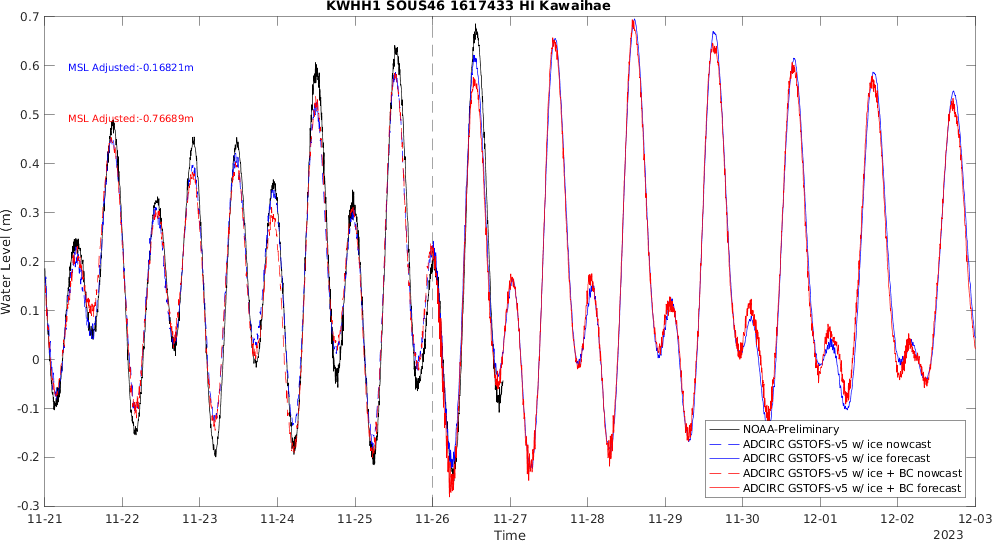 KWHH1 SOUS46 1617433 HI Kawaihae
0.7
0.6
0.5
0.4
0.3
0.2
0.1
0
-0.1
-0.2
-0.3
Water Level (m)
MSL Adjusted:-0.16821m
MSL Adjusted:-0.76689m
NOAA-Preliminary
ADCIRC GSTOFS-v5 w/ ice nowcast
ADCIRC GSTOFS-v5 w/ ice forecast
ADCIRC GSTOFS-v5 w/ ice + BC nowcast
ADCIRC GSTOFS-v5 w/ ice + BC forecast
11-21 11-22 11-23 11-24 11-25 11-26 11-27 11-28 11-29 11-30 12-01 12-02 12-03
Time
2023